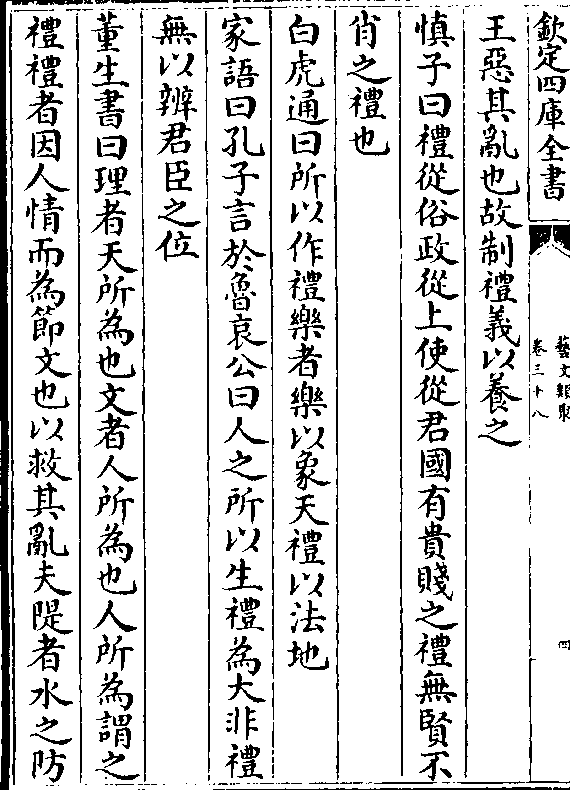 欽定四庫全書
藝文類聚
卷三十八
四
王惡其亂也故制禮義以養之
慎子曰禮從俗政從上使從君國有貴賤之禮無賢不
肖之禮也
白虎通曰所以作禮樂者樂以象天禮以法地
家語曰孔子言於魯哀公曰人之所以生禮為大非禮
無以辨君臣之位
董生書曰理者天所為也文者人所為也人所為謂之
禮禮者因人情而為節文也以救其亂夫隄者水之防